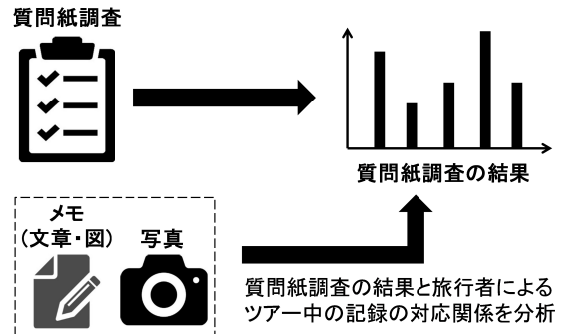 質問紙調査
質問紙調査の結果
メモ
(文章・図)
写真
質問紙調査の結果と旅行者による
ツアー中の記録の対応関係を分析